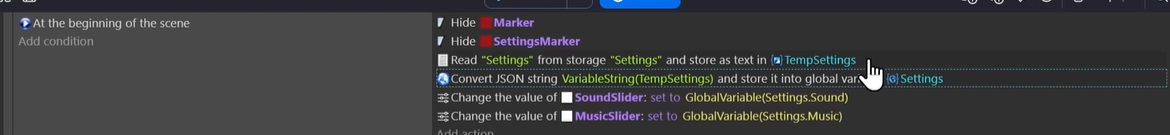 At the beginning of the scene
Add condition
Hide Marker
Hide SettingsMarker
Read "Settings" from storage "Settings" and store as text in TempSettings
Convert JSON string VariableString(TempSettings) and store it into global Settings
Change the value of SoundSlider: set to GlobalVariable(Settings.Sound)
Change the value of MusicSlider: set to GlobalVariable(Settings.Music)
Add action